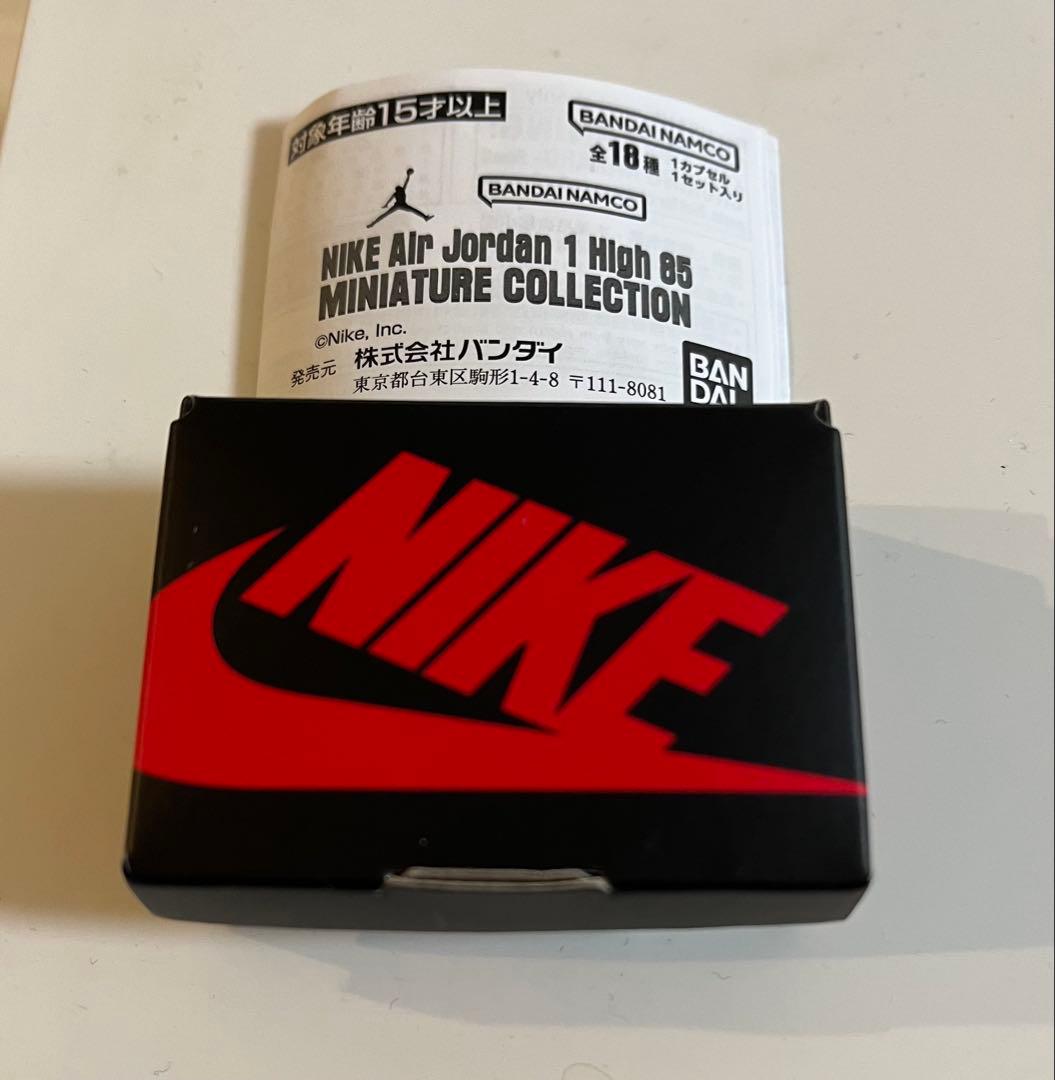 対象年齢15才以上
BANDAI NAMCO
全18種 1カプセル
1セット入り
BANDAI NAMCO
NIKE Air Jordan 1 High 85
MINIATURE COLLECTION
©Nike, Inc.
発売元 株式会社バンダイ
東京都台東区駒形1-4-8 〒111-8081
BAN
DAI
NIKE